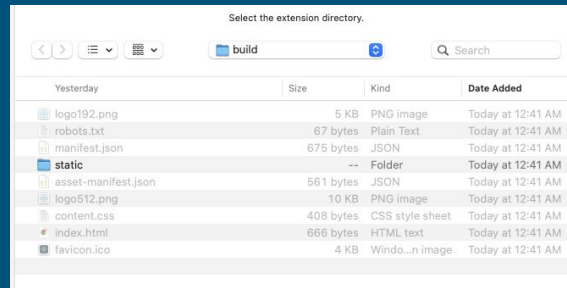 Select the extension directory.
build
Search
Yesterday Size Kind Date Added
logo192.png 5 KB PNG image Today at 12:41 AM
robots.txt 67 bytes Plain Text Today at 12:41 AM
manifest.json 675 bytes JSON Today at 12:41 AM
static -- Folder Today at 12:41 AM
asset-manifest.json 561 bytes JSON Today at 12:41 AM
logo512.png 10 KB PNG image Today at 12:41 AM
content.css 408 bytes CSS style sheet Today at 12:41 AM
index.html 666 bytes HTML text Today at 12:41 AM
favicon.ico 4 KB Windo...n image Today at 12:41 AM